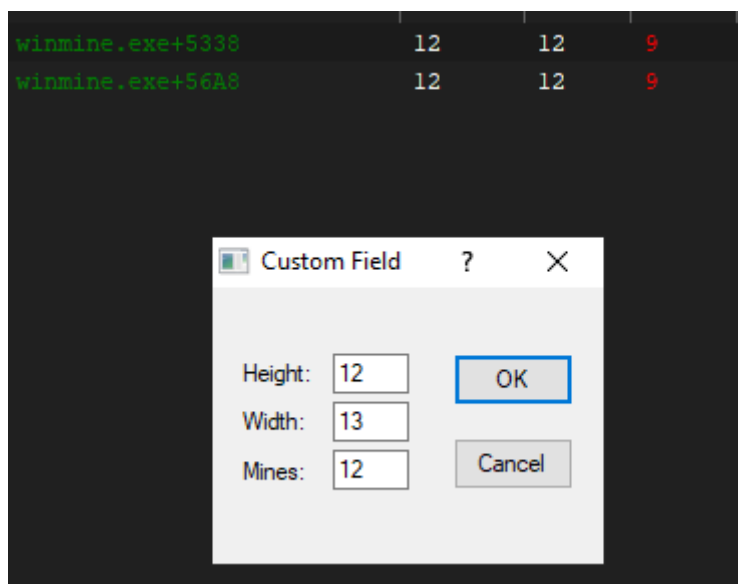 winmine.exe+5338 12 12 9
winmine.exe+56A8 12 12 9
Custom Field ?
Height: 12 OK
Width: 13
Mines: 12 Cancel